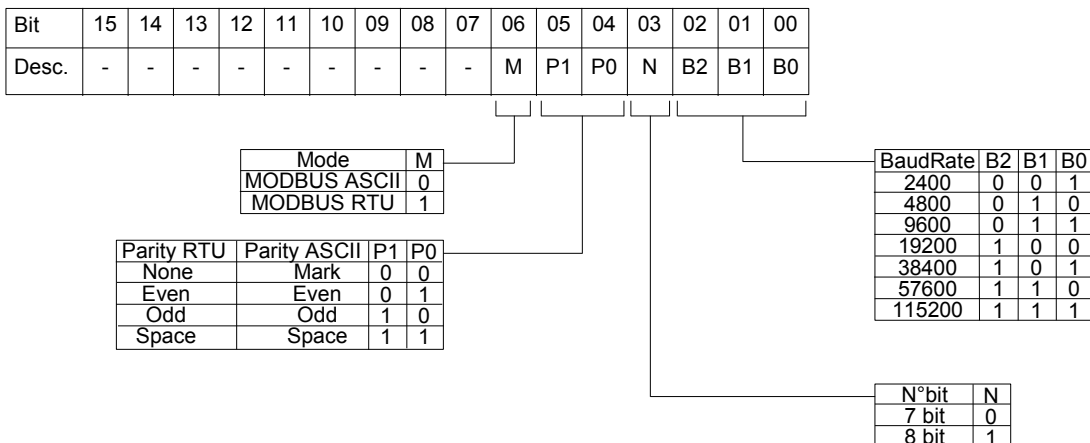 Bit 15 14 13 12 11 10 09 08 07 06 05 04 03 02 01 00
Desc. - - - - - - - - - M P1 P0 N B2 B1 B0
Mode M
MODBUS ASCII 0
MODBUS RTU 1
Parity RTU Parity ASCII P1 P0
None Mark 0 0
Even Even 0 1
Odd Odd 1 0
Space Space 1 1
BaudRate B2 B1 B0
2400 0 0 1
4800 0 1 0
9600 0 1 1
19200 1 0 0
38400 1 0 1
57600 1 1 0
115200 1 1 1
N°bit N
7 bit 0
8 bit 1